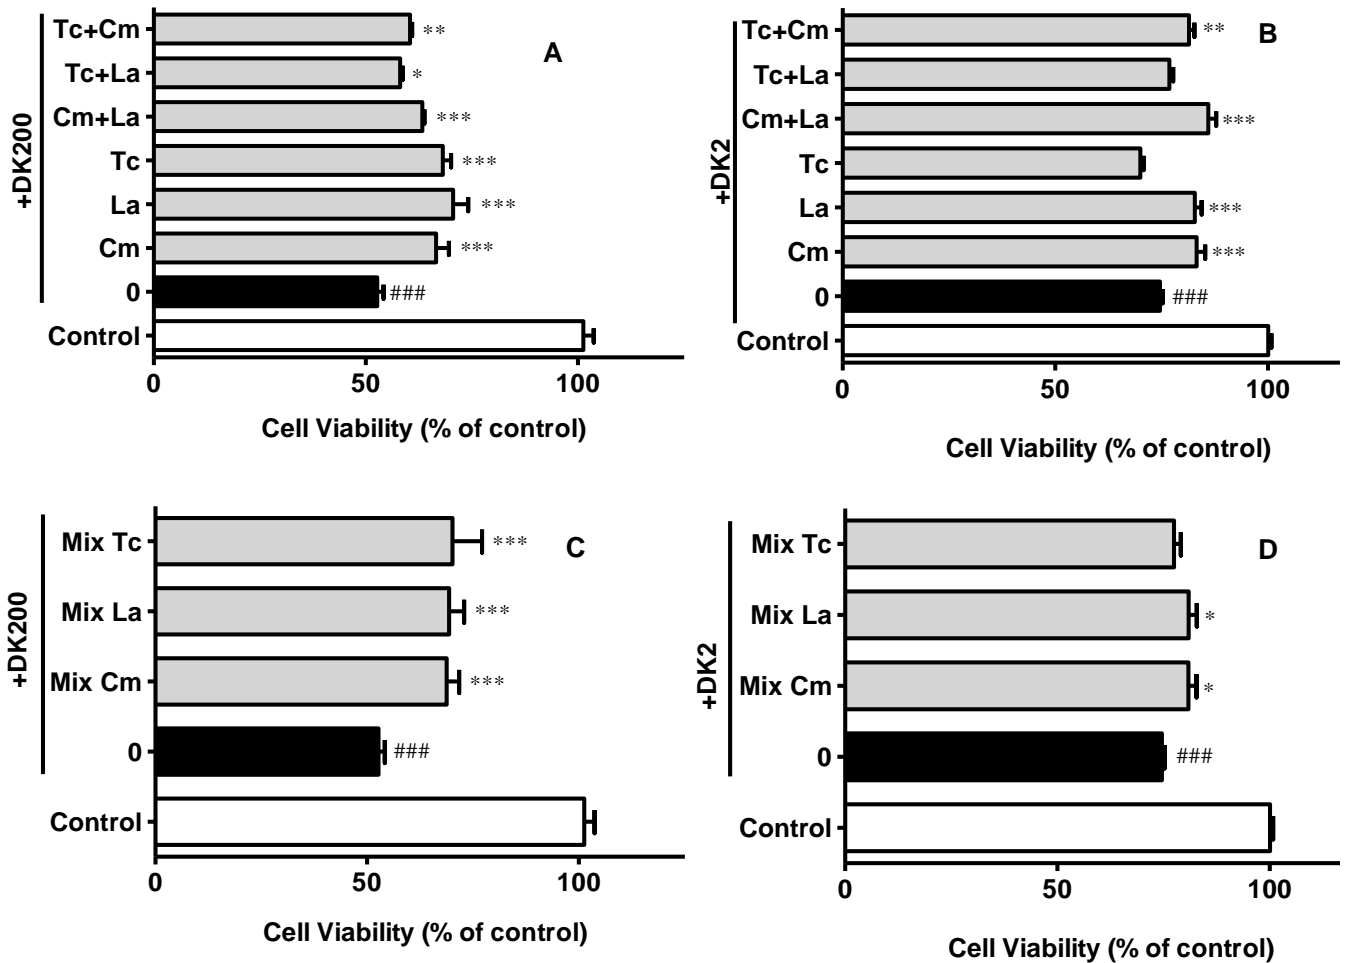 A
+DK200
Tc+Cm **
Tc+La *
Cm+La ***
Tc ***
La ***
Cm ***
0 ###
Control
0 50 100
Cell Viability (% of control)
B
+DK2
Tc+Cm **
Tc+La
Cm+La ***
Tc
La ***
Cm ***
0 ###
Control
0 50 100
Cell Viability (% of control)
C
+DK200
Mix Tc ***
Mix La ***
Mix Cm ***
0 ###
Control
0 50 100
Cell Viability (% of control)
D
+DK2
Mix Tc
Mix La *
Mix Cm *
0 ###
Control
0 50 100
Cell Viability (% of control)